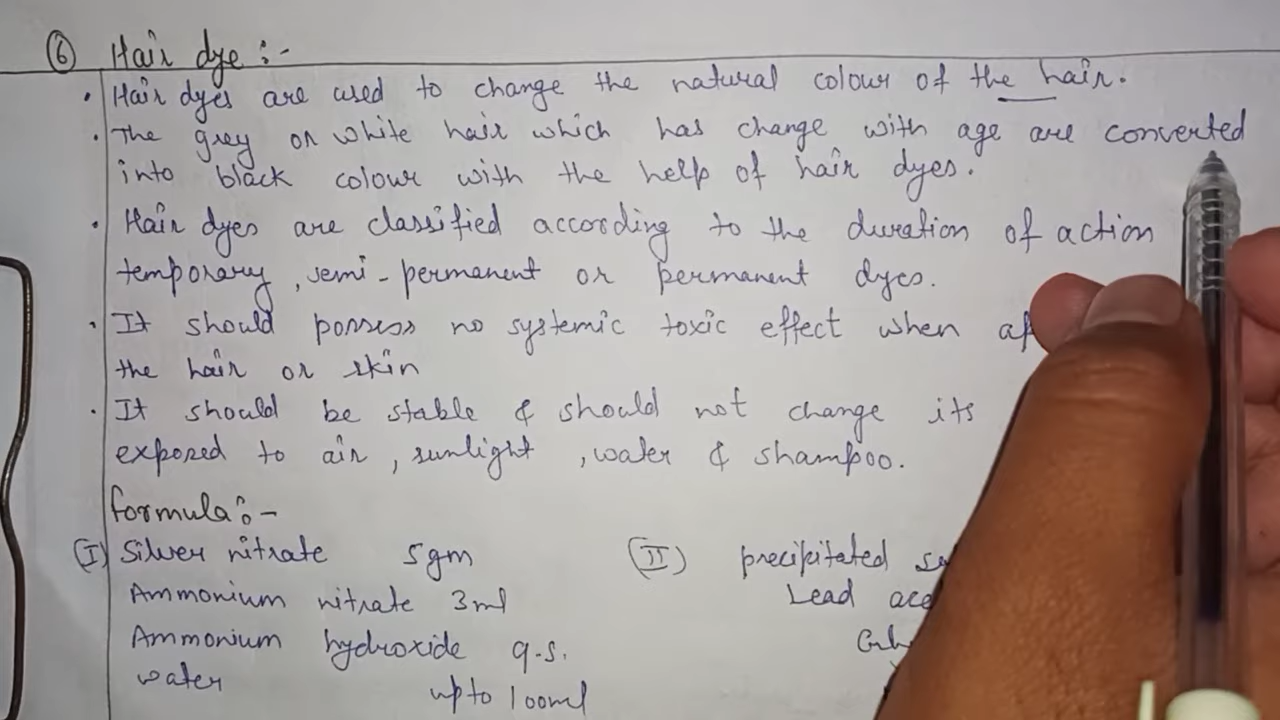 ⑥ Hair dye :-
• Hair dyes are used to change the natural colour of the hair.
• The grey or white hair which has change with age are converted
into black colour with the help of hair dyes.
• Hair dyes are classified according to the duration of action
temporary, semi-permanent or permanent dyes.
• It should possess no systemic toxic effect when
the hair or skin
• It should be stable & should not change its
exposed to air, sunlight, water & shampoo.
formula:-
(I) Silver nitrate 5gm
Ammonium nitrate 3ml
Ammonium hydroxide q.s.
water upto 100ml
(II) precipitated
Lead